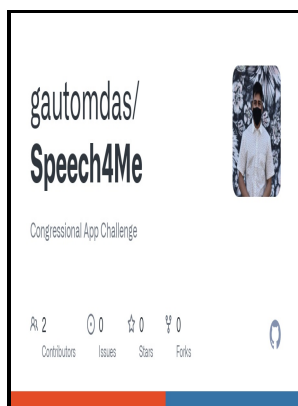 gautomdas/
Speech4Me
Congressional App Challenge
2 0 0 0
Contributors Issues Stars Forks